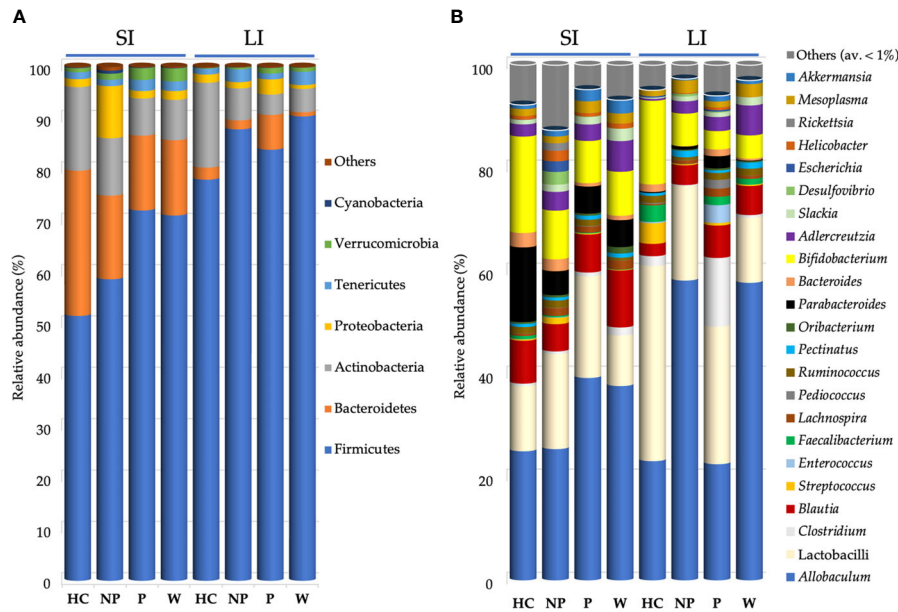 A
SI
LI
100
90
80
70
60
50
40
30
20
10
0
Relative abundance (%)
HC NP P W HC NP P W
Others
Cyanobacteria
Verrucomicrobia
Tenericutes
Proteobacteria
Actinobacteria
Bacteroidetes
Firmicutes
B
SI
LI
100
80
60
40
20
0
Relative abundance (%)
HC NP P W HC NP P W
Others (av. < 1%)
Akkermansia
Mesoplasma
Rickettsia
Helicobacter
Escherichia
Desulfovibrio
Slackia
Adlercreutzia
Bifidobacterium
Bacteroides
Parabacteroides
Oribacterium
Pectinatus
Ruminococcus
Pediococcus
Lachnospira
Faecalibacterium
Enterococcus
Streptococcus
Blautia
Clostridium
Lactobacilli
Allobaculum